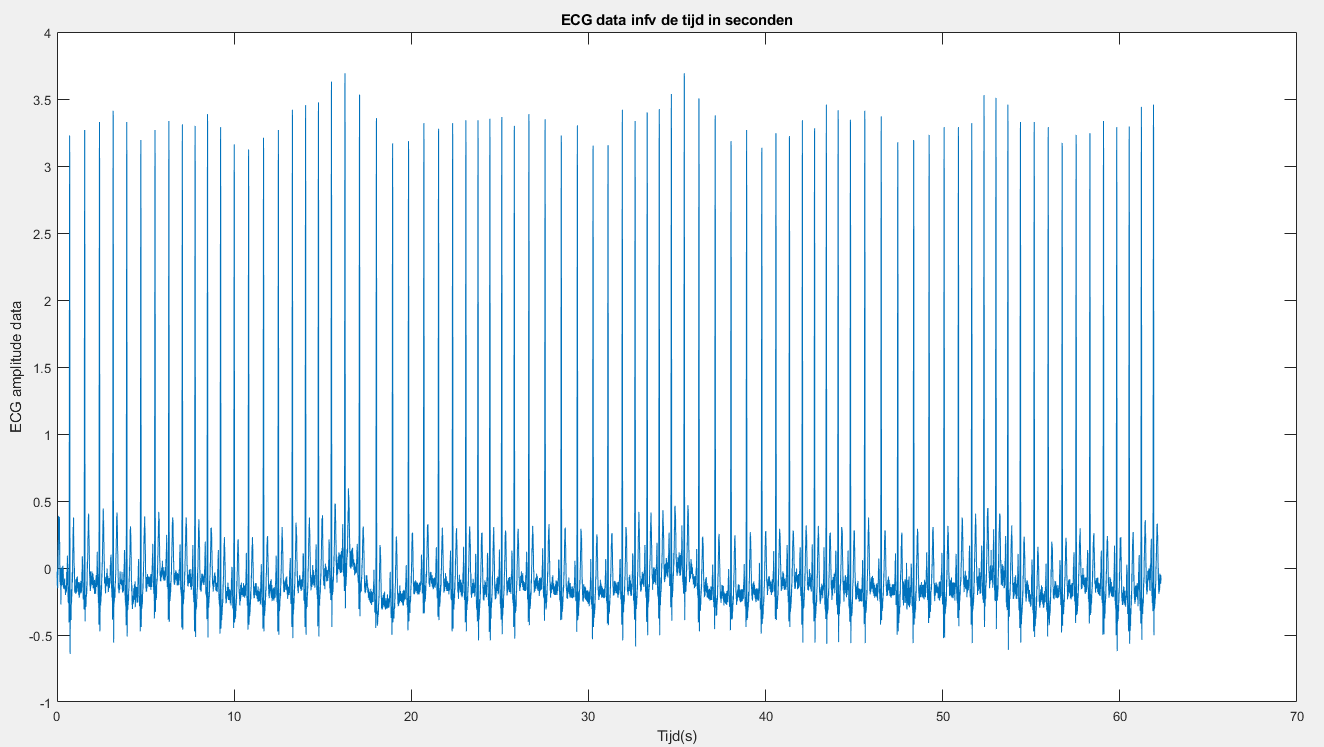 ECG data infv de tijd in seconden
4
3.5
3
2.5
2
1.5
1
0.5
0
-0.5
-1
ECG amplitude data
0 10 20 30 40 50 60 70
Tijd(s)